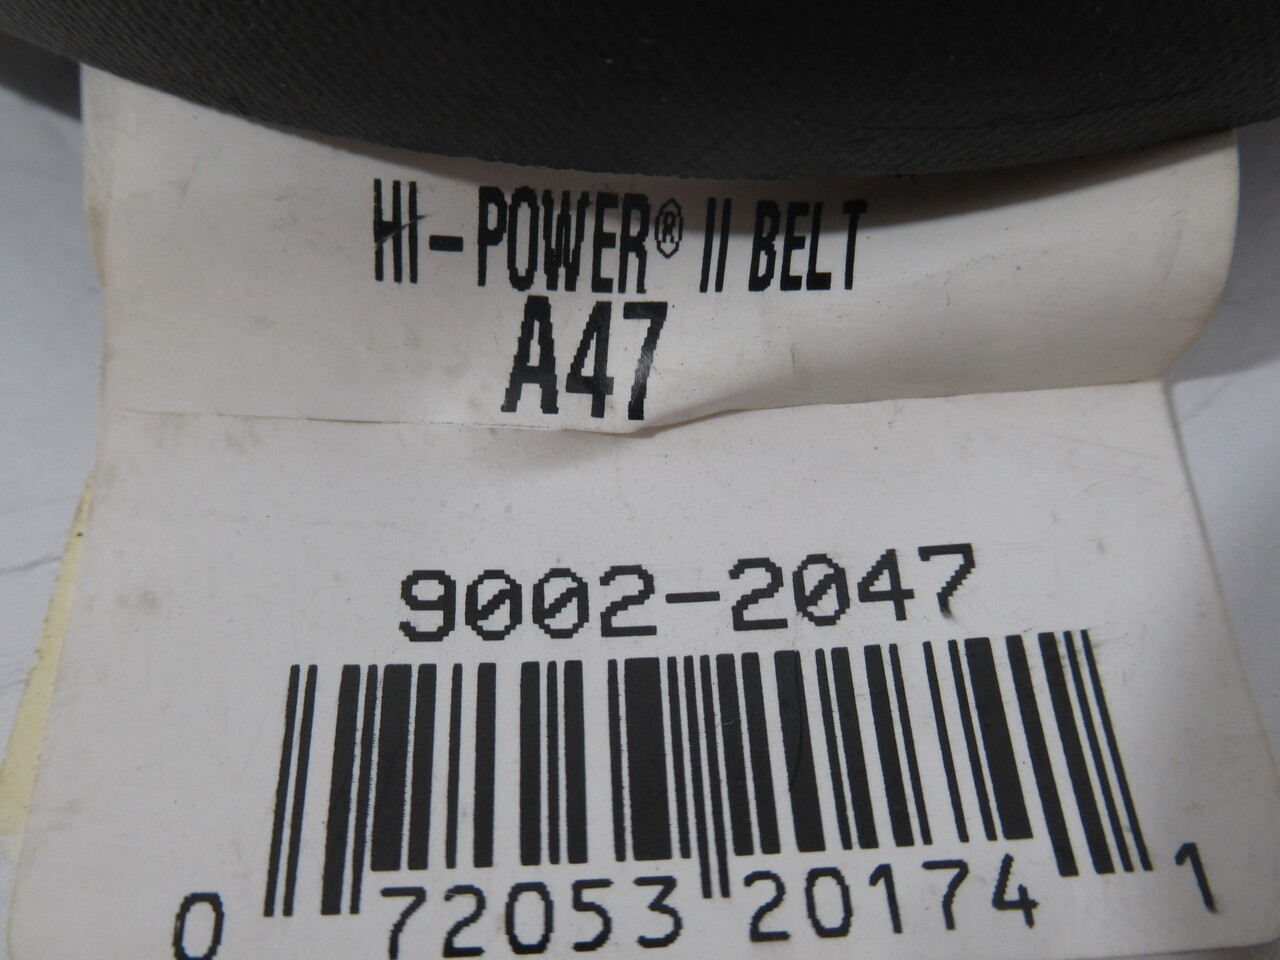 HI-POWER® II BELT
A47
9002-2047
0 72053 20174 1